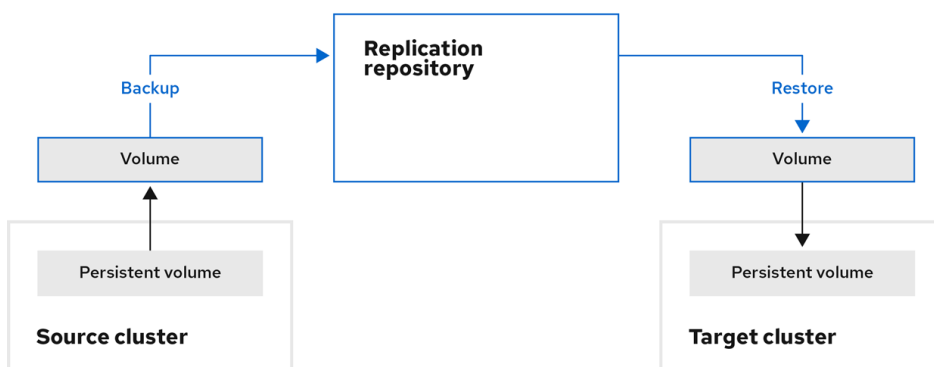 Replication
repository
Backup
Restore
Volume
Volume
Persistent volume
Persistent volume
Source cluster
Target cluster